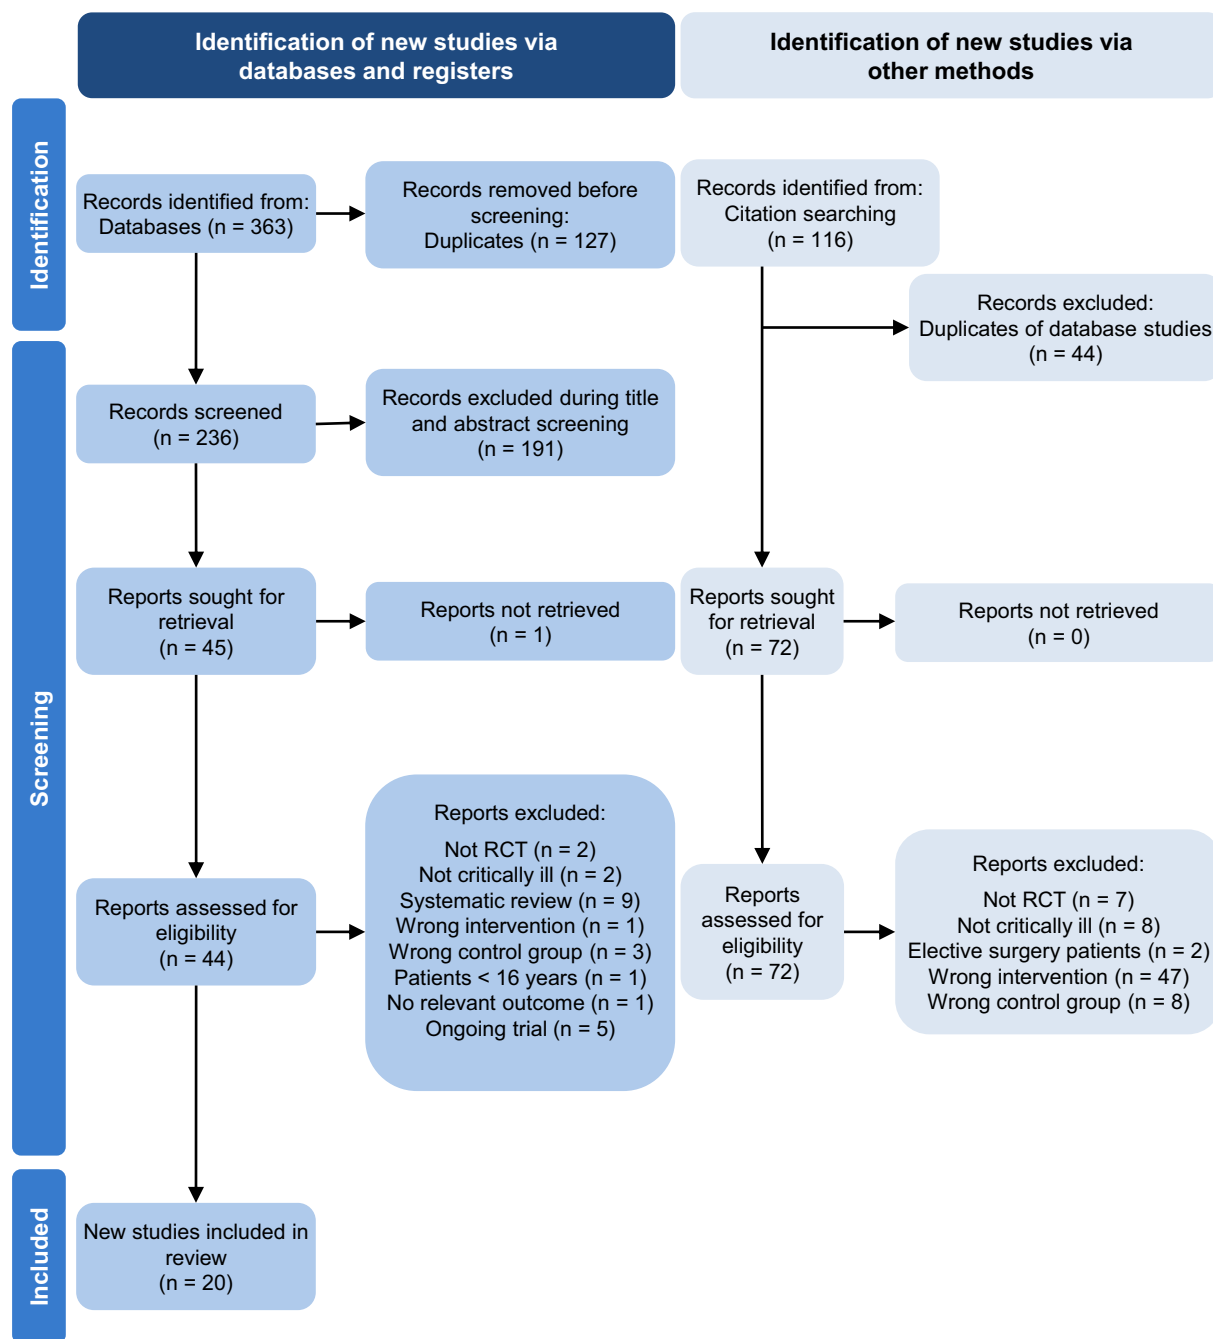 Identification of new studies via
databases and registers
Identification of new studies via
other methods
Identification
Records identified from:
Databases (n = 363)
Records removed before
screening:
Duplicates (n = 127)
Records identified from:
Citation searching
(n = 116)
Records excluded:
Duplicates of database studies
(n = 44)
Screening
Records screened
(n = 236)
Records excluded during title
and abstract screening
(n = 191)
Reports sought for
retrieval
(n = 45)
Reports not retrieved
(n = 1)
Reports sought
for retrieval
(n = 72)
Reports not retrieved
(n = 0)
Reports assessed for
eligibility
(n = 44)
Reports excluded:
Not RCT (n = 2)
Not critically ill (n = 2)
Systematic review (n = 9)
Wrong intervention (n = 1)
Wrong control group (n = 3)
Patients < 16 years (n = 1)
No relevant outcome (n = 1)
Ongoing trial (n = 5)
Reports
assessed for
eligibility
(n = 72)
Reports excluded:
Not RCT (n = 7)
Not critically ill (n = 8)
Elective surgery patients (n = 2)
Wrong intervention (n = 47)
Wrong control group (n = 8)
Included
New studies included in
review
(n = 20)